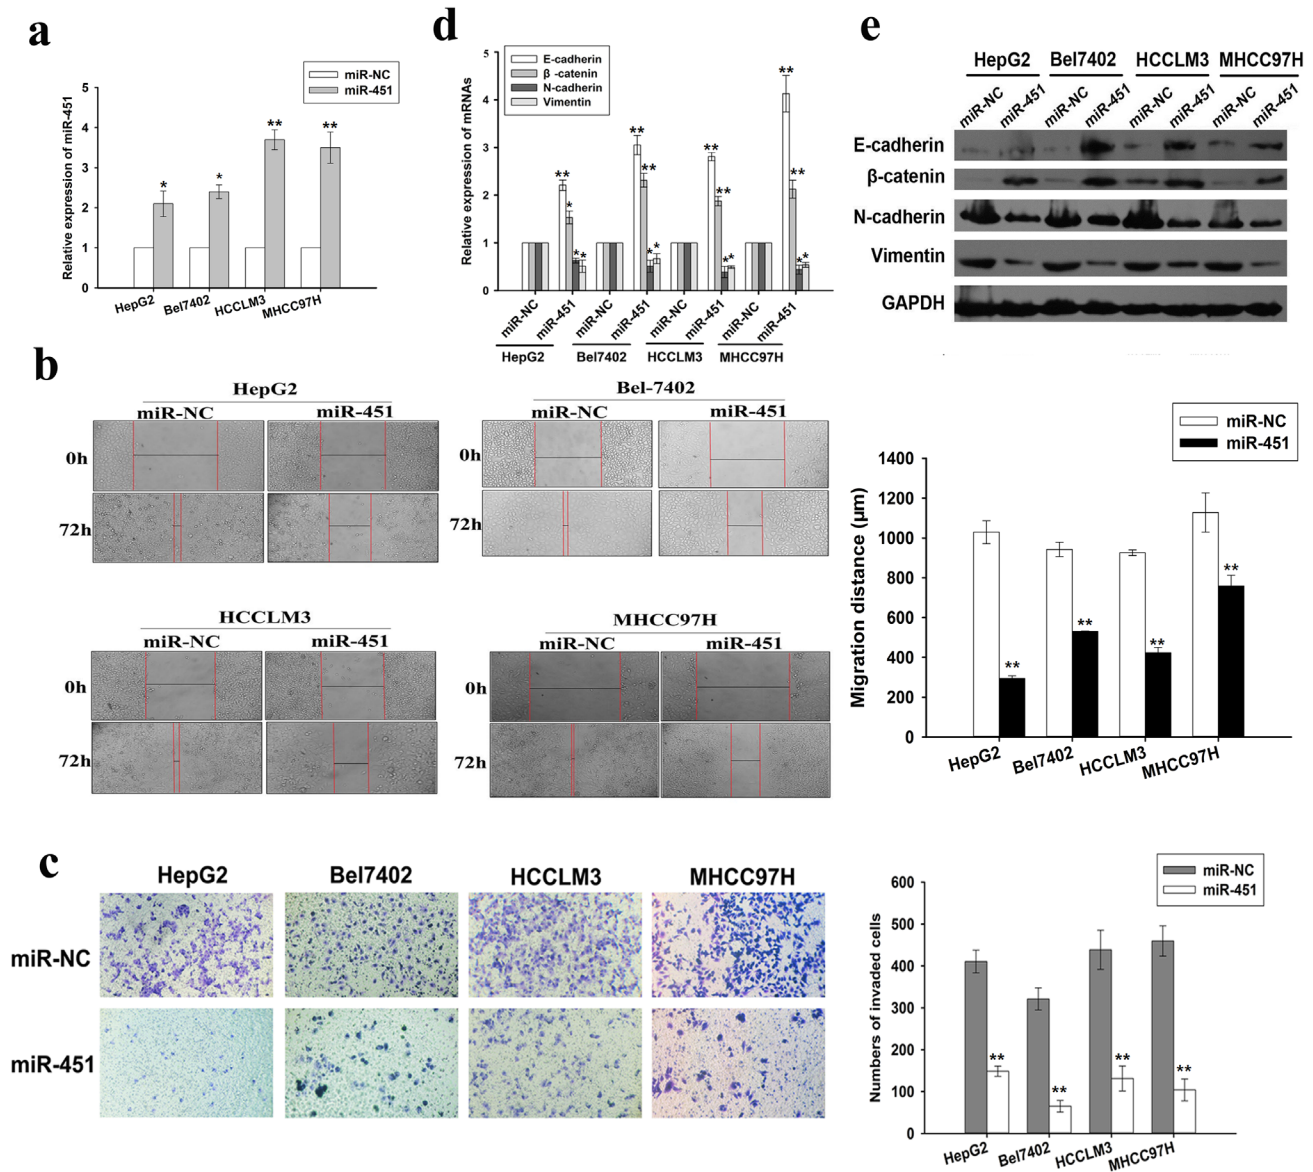 a
miR-NC
miR-451
Relative expression of miR-451
5
4
3
2
1
0
* * ** **
HepG2 Bel7402 HCCLM3 MHCC97H
d
E-cadherin
β -catenin
N-cadherin
Vimentin
Relative expression of mRNAs
5
4
3
2
1
0
** * * *
** ** * *
** ** * *
** ** * *
miR-NC miR-451 miR-NC miR-451 miR-NC miR-451 miR-NC miR-451
HepG2 Bel7402 HCCLM3 MHCC97H
e
HepG2 Bel7402 HCCLM3 MHCC97H
miR-NC miR-451 miR-NC miR-451 miR-NC miR-451 miR-NC miR-451
E-cadherin
β-catenin
N-cadherin
Vimentin
GAPDH
b
HepG2
miR-NC miR-451
0h
72h
Bel-7402
miR-NC miR-451
0h
72h
HCCLM3
miR-NC miR-451
0h
72h
MHCC97H
miR-NC miR-451
0h
72h
miR-NC
miR-451
Migration distance (μm)
1400
1200
1000
800
600
400
200
0
** ** ** **
HepG2 Bel7402 HCCLM3 MHCC97H
c
HepG2 Bel7402 HCCLM3 MHCC97H
miR-NC
miR-451
miR-NC
miR-451
Numbers of invaded cells
600
500
400
300
200
100
0
** ** ** **
HepG2 Bel7402 HCCLM3 MHCC97H